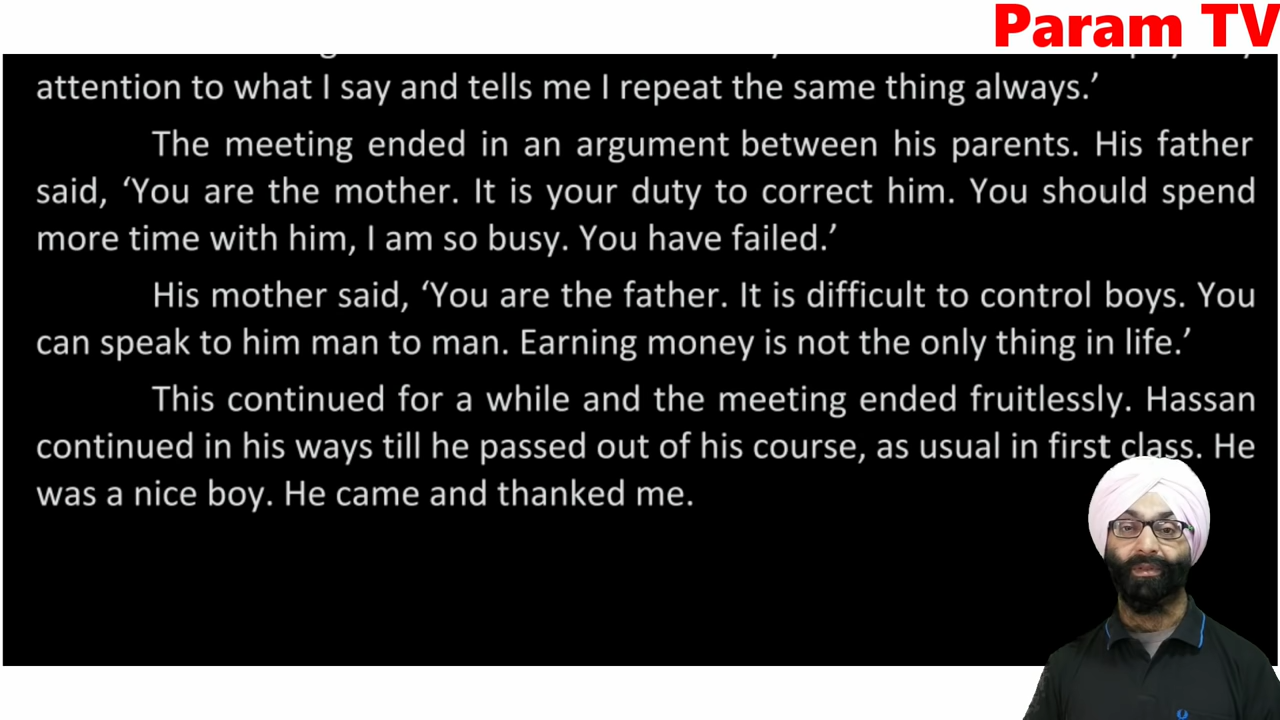 Param TV
attention to what I say and tells me I repeat the same thing always.’
The meeting ended in an argument between his parents. His father
said, ‘You are the mother. It is your duty to correct him. You should spend
more time with him, I am so busy. You have failed.’
His mother said, ‘You are the father. It is difficult to control boys. You
can speak to him man to man. Earning money is not the only thing in life.’
This continued for a while and the meeting ended fruitlessly. Hassan
continued in his ways till he passed out of his course, as usual in first class. He
was a nice boy. He came and thanked me.